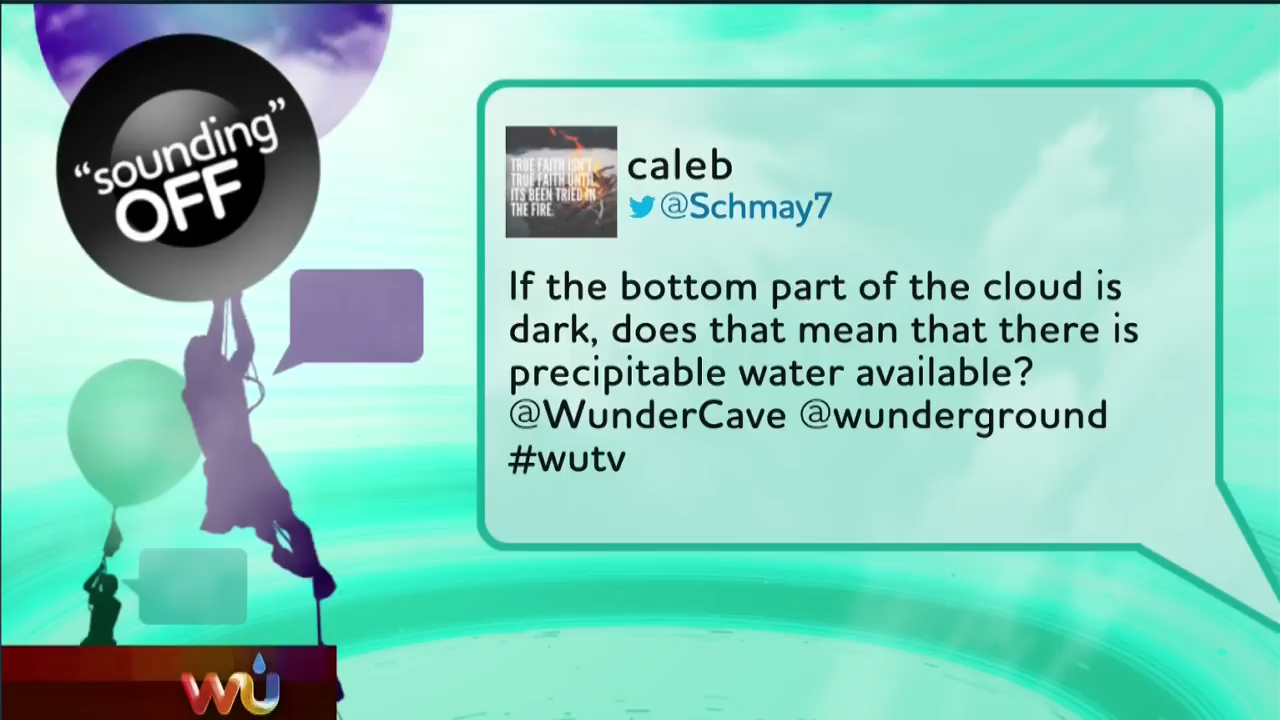 “sounding”
OFF
TRUE FAITH ISN'T
TRUE FAITH UNTIL
ITS BEEN TRIED IN
THE FIRE.
caleb
@Schmay7
If the bottom part of the cloud is
dark, does that mean that there is
precipitable water available?
@WunderCave @wunderground
#wutv
wu